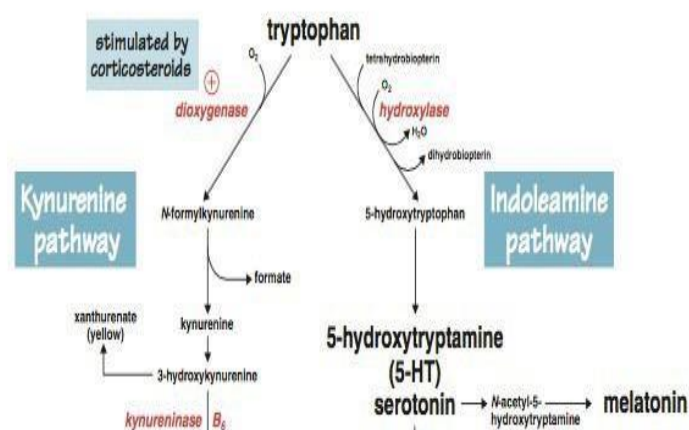 tryptophan
stimulated by
corticosteroids
+
O₂
dioxygenase
tetrahydrobiopterin
O₂
hydroxylase
H₂O
dihydrobiopterin
Kynurenine
pathway
N-formylkynurenine
5-hydroxytryptophan
Indoleamine
pathway
formate
xanthurenate
(yellow)
kynurenine
3-hydroxykynurenine
kynureninase B₆
5-hydroxytryptamine
(5-HT)
serotonin
N-acetyl-5-
hydroxytryptamine
melatonin